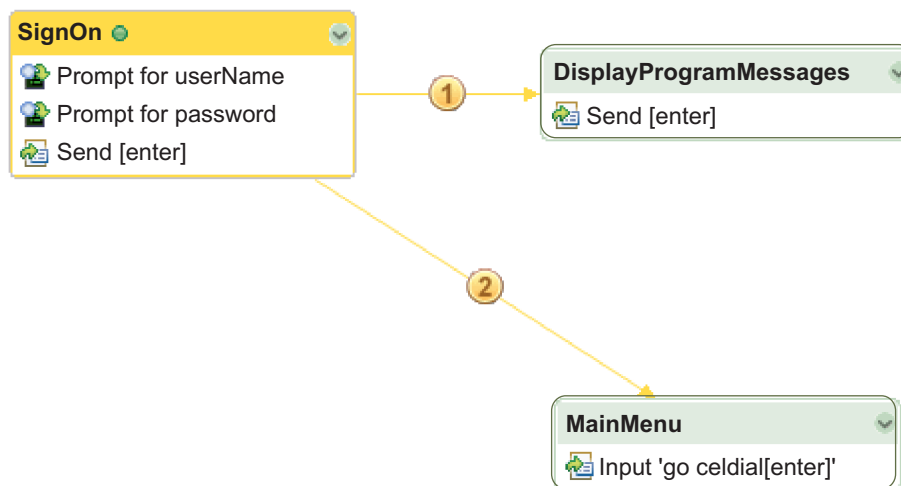 SignOn
Prompt for userName
Prompt for password
Send [enter]
1
DisplayProgramMessages
Send [enter]
2
MainMenu
Input 'go celdial[enter]'